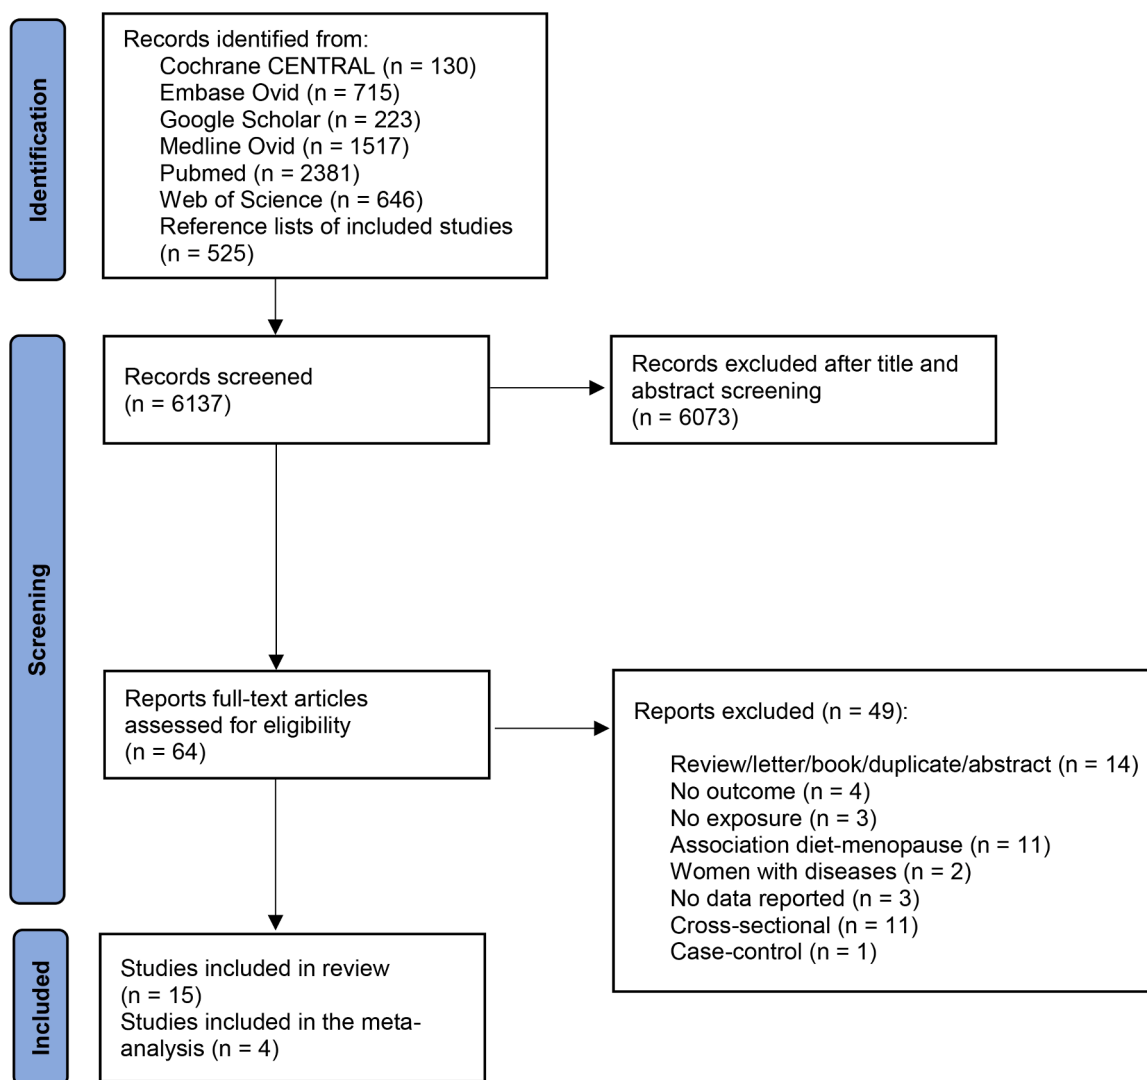 Identification
Records identified from:
Cochrane CENTRAL (n = 130)
Embase Ovid (n = 715)
Google Scholar (n = 223)
Medline Ovid (n = 1517)
Pubmed (n = 2381)
Web of Science (n = 646)
Reference lists of included studies
(n = 525)
Screening
Records screened
(n = 6137)
Records excluded after title and
abstract screening
(n = 6073)
Reports full-text articles
assessed for eligibility
(n = 64)
Reports excluded (n = 49):
Review/letter/book/duplicate/abstract (n = 14)
No outcome (n = 4)
No exposure (n = 3)
Association diet-menopause (n = 11)
Women with diseases (n = 2)
No data reported (n = 3)
Cross-sectional (n = 11)
Case-control (n = 1)
Included
Studies included in review
(n = 15)
Studies included in the meta-
analysis (n = 4)